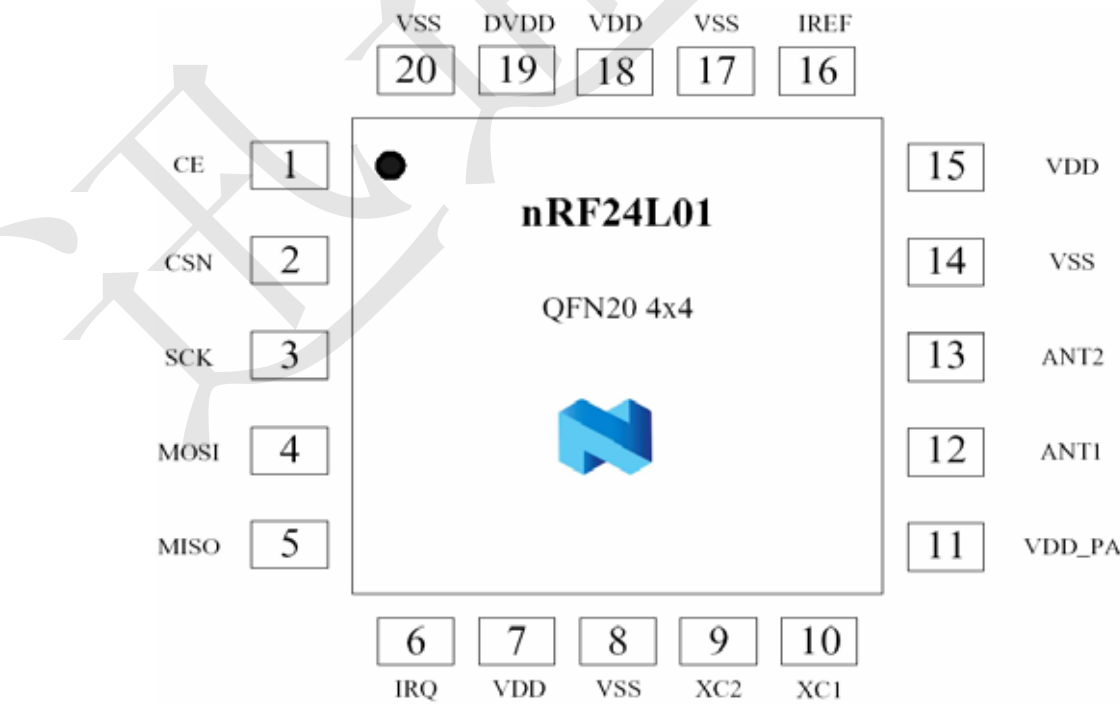 VSS DVDD VDD VSS IREF
20 19 18 17 16
CE 1 15 VDD
nRF24L01
CSN 2 14 VSS
QFN20 4x4
SCK 3 13 ANT2
MOSI 4 12 ANT1
MISO 5 11 VDD_PA
6 7 8 9 10
IRQ VDD VSS XC2 XC1